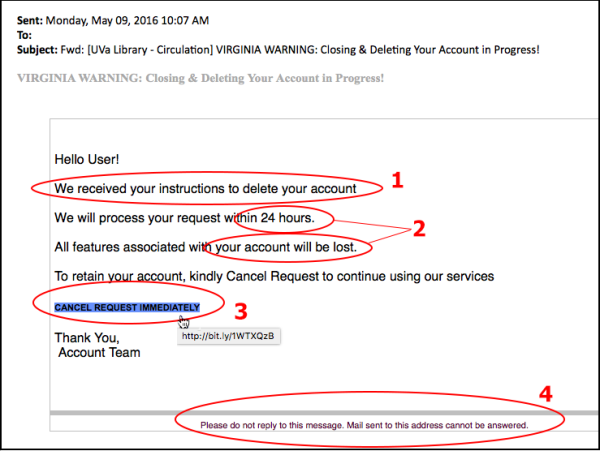 Sent: Monday, May 09, 2016 10:07 AM
To:
Subject: Fwd: [UVa Library - Circulation] VIRGINIA WARNING: Closing & Deleting Your Account in Progress!
VIRGINIA WARNING: Closing & Deleting Your Account in Progress!
Hello User!
We received your instructions to delete your account
1
We will process your request within 24 hours.
2
All features associated with your account will be lost.
To retain your account, kindly Cancel Request to continue using our services
CANCEL REQUEST IMMEDIATELY
3
http://bit.ly/1WTXQzB
Thank You,
Account Team
4
Please do not reply to this message. Mail sent to this address cannot be answered.